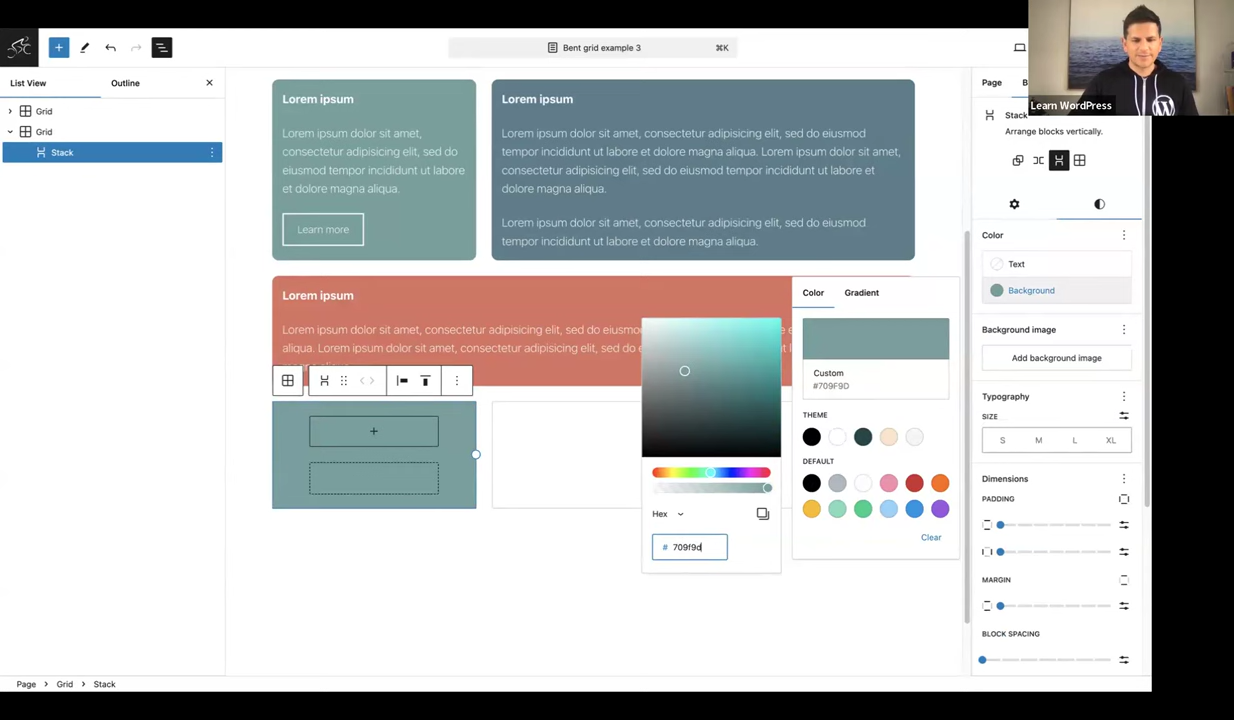 Bent grid example 3
⌘K
List View
Outline
Grid
Grid
Stack
Lorem ipsum
Lorem ipsum dolor sit amet,
consectetur adipisicing elit, sed do
eiusmod tempor incididunt ut labore et
dolore magna aliqua.
Learn more
Lorem ipsum
Lorem ipsum dolor sit amet, consectetur adipisicing elit, sed do eiusmod
tempor incididunt ut labore et dolore magna aliqua. Lorem ipsum dolor sit amet,
consectetur adipisicing elit, sed do eiusmod tempor incididunt ut labore et
dolore magna aliqua.
Lorem ipsum dolor sit amet, consectetur adipisicing elit, sed do eiusmod
tempor incididunt ut labore et dolore magna aliqua.
Lorem ipsum
Lorem ipsum dolor sit amet, consectetur adipisicing elit, sed do eiusmo
aliqua. Lorem ipsum dolor sit amet, consectetur adipisicing elit, sed do e
Hex
# 709f9d
Color
Gradient
Custom
#709F9D
THEME
DEFAULT
Clear
Learn WordPress
Page
B
Stack
Arrange blocks vertically.
Color
Text
Background
Background image
Add background image
Typography
SIZE
S M L XL
Dimensions
PADDING
MARGIN
BLOCK SPACING
Page > Grid > Stack